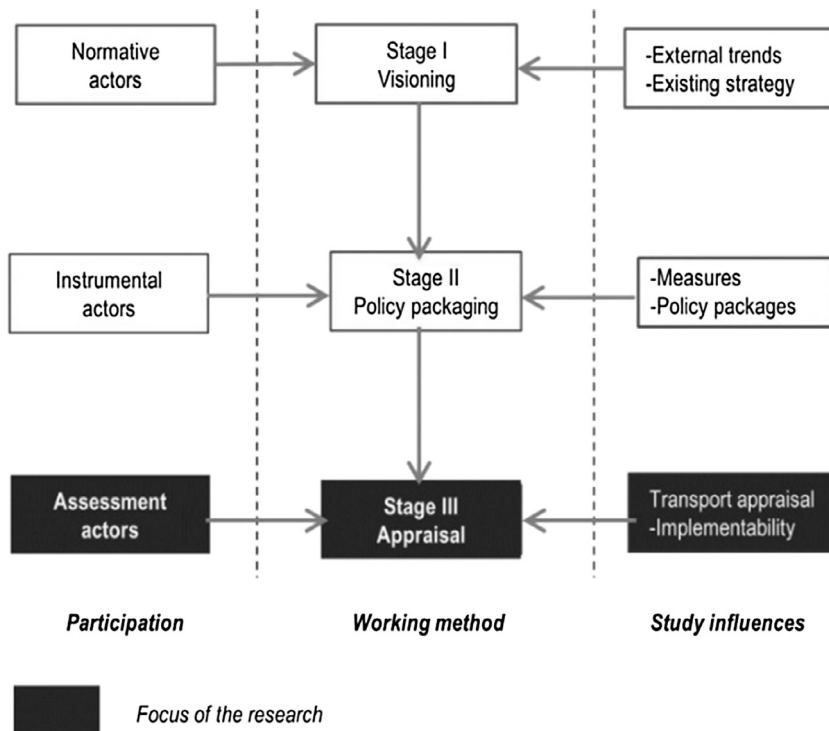 Normative
actors
Stage I
Visioning
-External trends
-Existing strategy
Instrumental
actors
Stage II
Policy packaging
-Measures
-Policy packages
Assessment
actors
Stage III
Appraisal
Transport appraisal
-Implementability
Participation
Working method
Study influences
Focus of the research